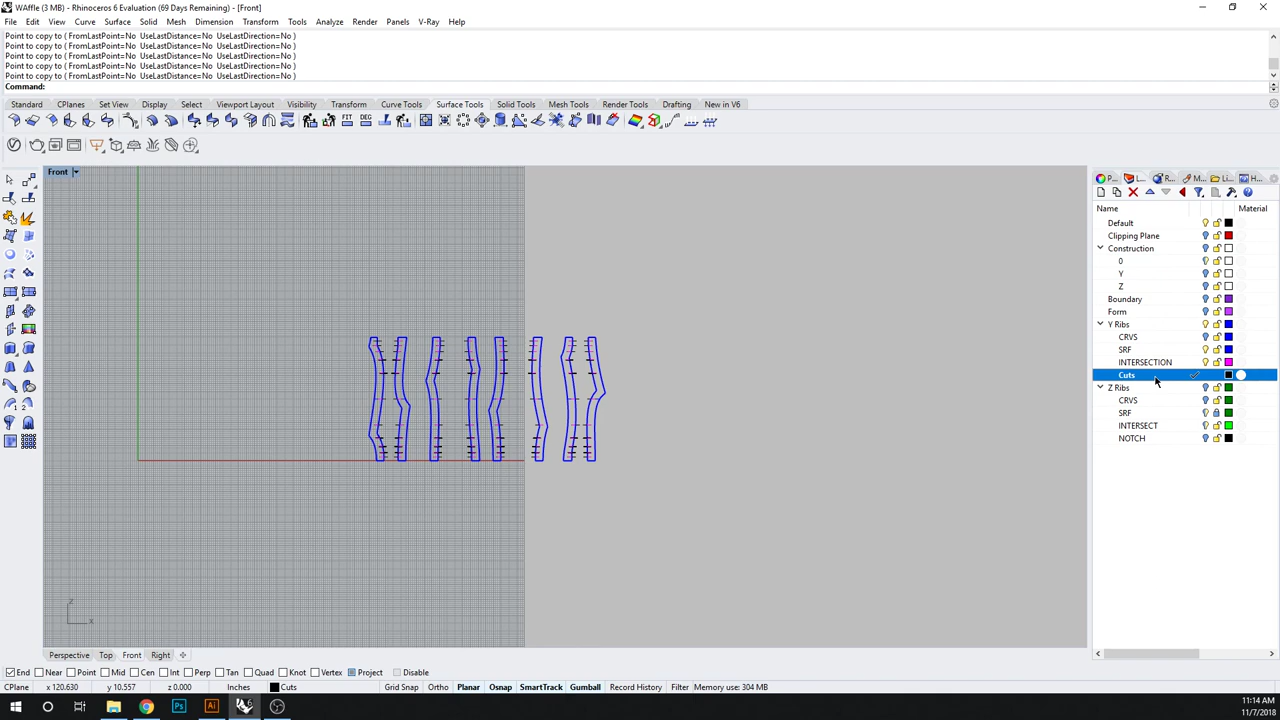 WAffle (3 MB) - Rhinoceros 6 Evaluation (69 Days Remaining) - [Front]
File Edit View Curve Surface Solid Mesh Dimension Transform Tools Analyze Render Panels V-Ray Help
Point to copy to ( FromLastPoint=No UseLastDistance=No UseLastDirection=No )
Point to copy to ( FromLastPoint=No UseLastDistance=No UseLastDirection=No )
Point to copy to ( FromLastPoint=No UseLastDistance=No UseLastDirection=No )
Point to copy to ( FromLastPoint=No UseLastDistance=No UseLastDirection=No )
Point to copy to ( FromLastPoint=No UseLastDistance=No UseLastDirection=No )
Command:
Standard CPlanes Set View Display Select Viewport Layout Visibility Transform Curve Tools Surface Tools Solid Tools Mesh Tools Render Tools Drafting New in V6
FIT DEG
Front
P... L... R... M... Li... H...
Name Material
Default
Clipping Plane
Construction
0
Y
Z
Boundary
Form
Y Ribs
CRVS
SRF
INTERSECTION
Cuts
Z Ribs
CRVS
SRF
INTERSECT
NOTCH
z
x
Perspective Top Front Right
End Near Point Mid Cen Int Perp Tan Quad Knot Vertex Project Disable
CPlane x 120.630 y 10.557 z 0.000 Inches Cuts Grid Snap Ortho Planar Osnap SmartTrack Gumball Record History Filter Memory use: 304 MB
Ps Ai
11:14 AM
11/7/2018